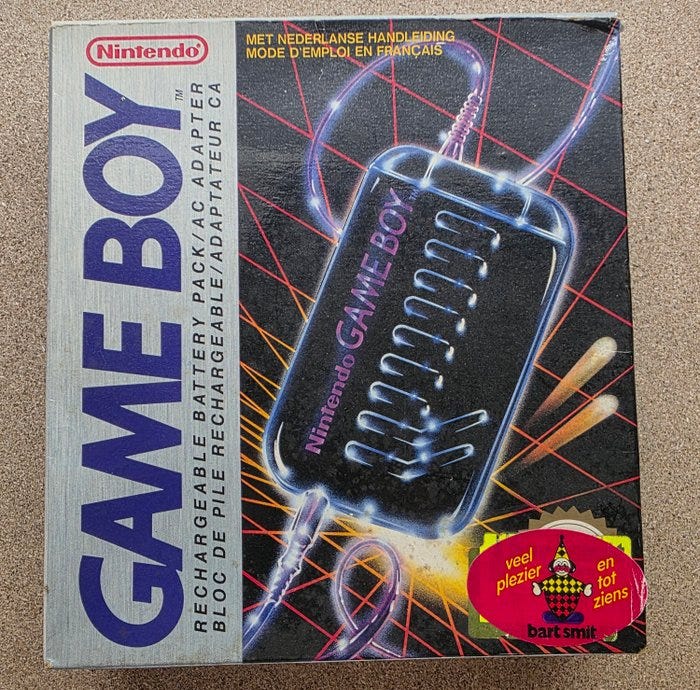 Nintendo
GAME BOY
TM
RECHARGEABLE BATTERY PACK/AC ADAPTER
BLOC DE PILE RECHARGEABLE/ADAPTATEUR CA
MET NEDERLANSE HANDLEIDING
MODE D'EMPLOI EN FRANÇAIS
Nintendo GAME BOY
veel
plezier
en
tot
ziens
bart smit